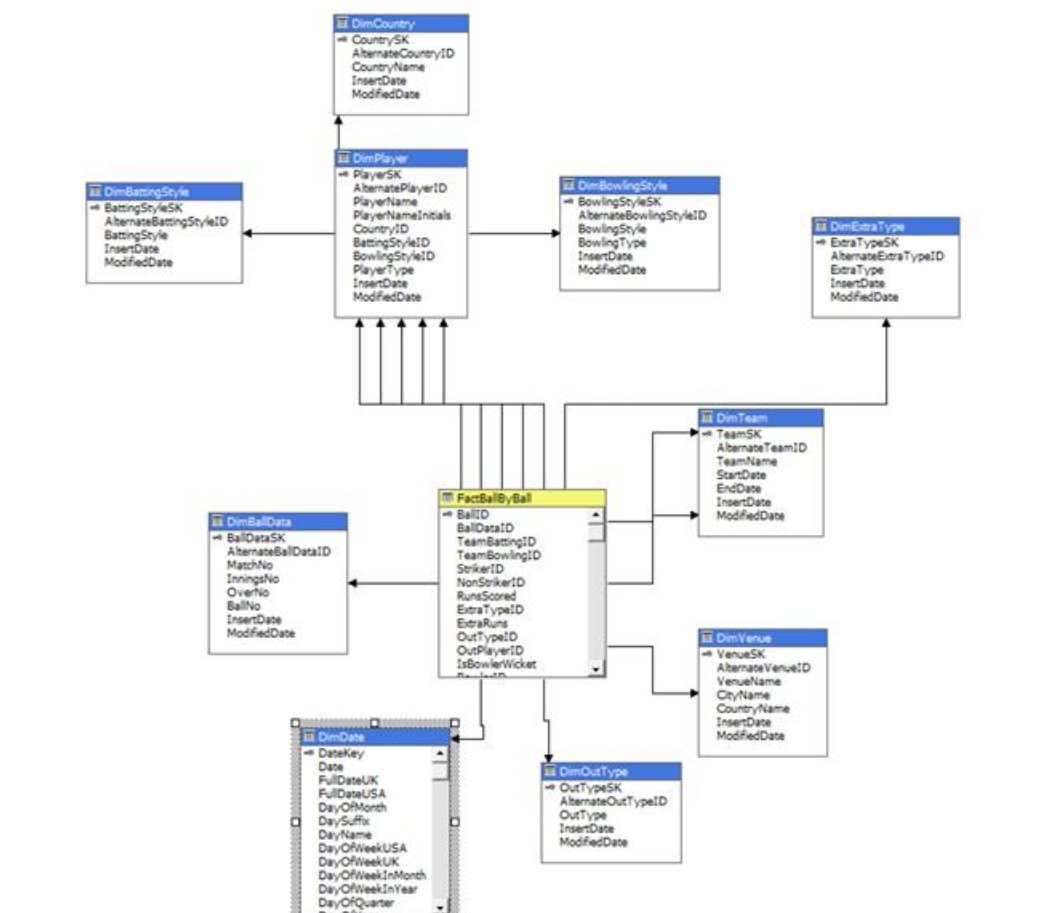 DimCountry
CountrySK
AlternateCountryID
CountryName
InsertDate
ModifiedDate
DimPlayer
PlayerSK
AlternatePlayerID
PlayerName
PlayerNameInitials
CountryID
BattingStyleID
BowlingStyleID
PlayerType
InsertDate
ModifiedDate
DimBattingStyle
BattingStyleSK
AlternateBattingStyleID
BattingStyle
InsertDate
ModifiedDate
DimBowlingStyle
BowlingStyleSK
AlternateBowlingStyleID
BowlingStyle
BowlingType
InsertDate
ModifiedDate
DimExtraType
ExtraTypeSK
AlternateExtraTypeID
ExtraType
InsertDate
ModifiedDate
DimTeam
TeamSK
AlternateTeamID
TeamName
StartDate
EndDate
InsertDate
ModifiedDate
FactBallByBall
BallID
BallDataID
TeamBattingID
TeamBowlingID
StrikerID
NonStrikerID
RunsScored
ExtraTypeID
ExtraRuns
OutTypeID
OutPlayerID
IsBowlerWicket
DimBallData
BallDataSK
AlternateBallDataID
MatchNo
InningsNo
OverNo
BallNo
InsertDate
ModifiedDate
DimVenue
VenueSK
AlternateVenueID
VenueName
CityName
CountryName
InsertDate
ModifiedDate
DimDate
DateKey
Date
FullDateUK
FullDateUSA
DayOfMonth
DaySuffix
DayName
DayOfWeekUSA
DayOfWeekUK
DayOfWeekInMonth
DayOfWeekInYear
DayOfQuarter
DimOutType
OutTypeSK
AlternateOutTypeID
OutType
InsertDate
ModifiedDate